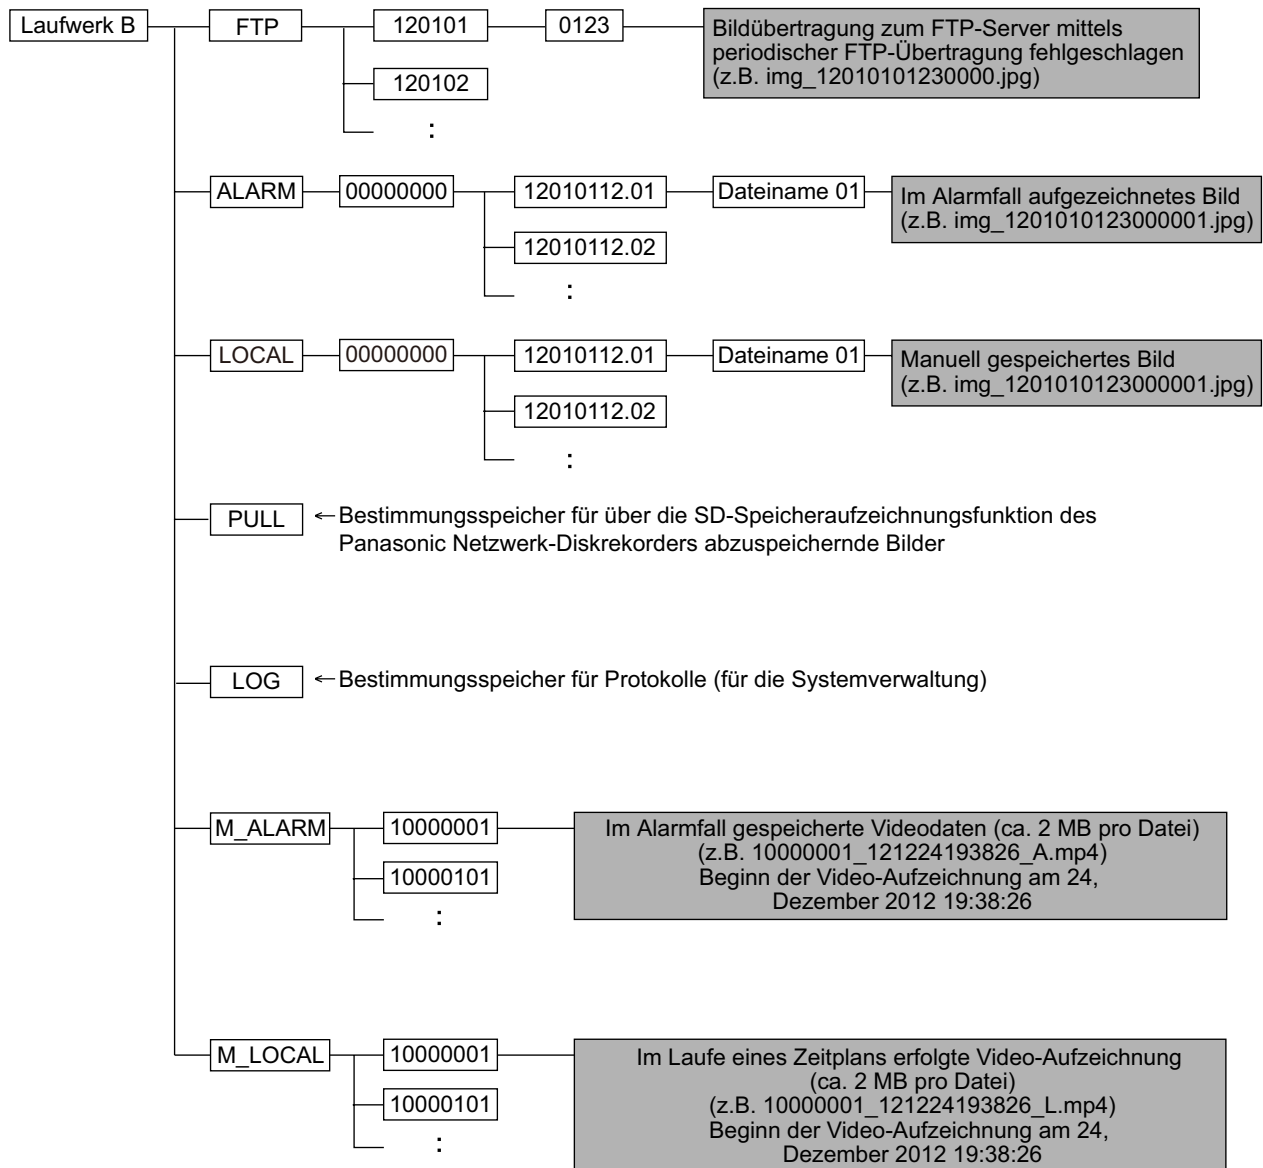 Laufwerk B
FTP
120101
0123
Bildübertragung zum FTP-Server mittels
periodischer FTP-Übertragung fehlgeschlagen
(z.B. img_12010101230000.jpg)
120102
:
ALARM
00000000
12010112.01
Dateiname 01
Im Alarmfall aufgezeichnetes Bild
(z.B. img_1201010123000001.jpg)
12010112.02
:
LOCAL
00000000
12010112.01
Dateiname 01
Manuell gespeichertes Bild
(z.B. img_1201010123000001.jpg)
12010112.02
:
PULL
←Bestimmungsspeicher für über die SD-Speicheraufzeichnungsfunktion des
Panasonic Netzwerk-Diskrekorders abzuspeichernde Bilder
LOG
←Bestimmungsspeicher für Protokolle (für die Systemverwaltung)
M_ALARM
10000001
Im Alarmfall gespeicherte Videodaten (ca. 2 MB pro Datei)
(z.B. 10000001_121224193826_A.mp4)
Beginn der Video-Aufzeichnung am 24,
Dezember 2012 19:38:26
10000101
:
M_LOCAL
10000001
Im Laufe eines Zeitplans erfolgte Video-Aufzeichnung
(ca. 2 MB pro Datei)
(z.B. 10000001_121224193826_L.mp4)
Beginn der Video-Aufzeichnung am 24,
Dezember 2012 19:38:26
10000101
: